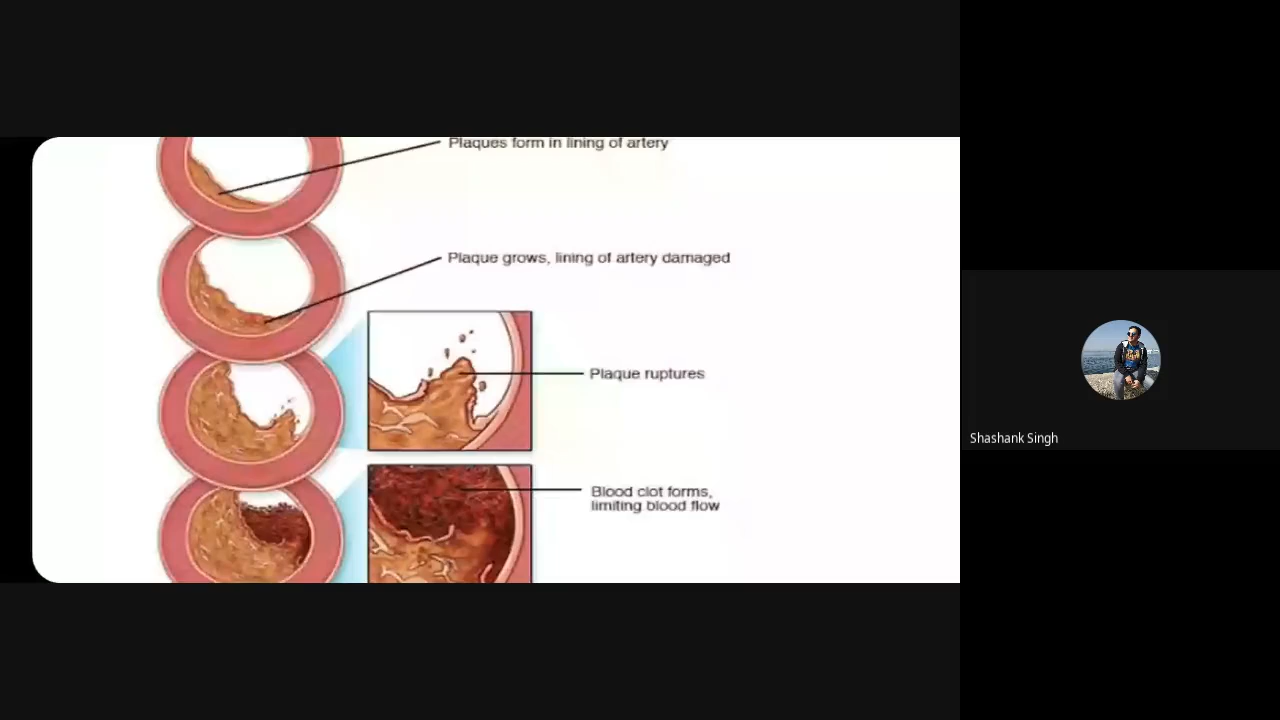 Plaques form in lining of artery
Plaque grows, lining of artery damaged
Plaque ruptures
Blood clot forms,
limiting blood flow
Shashank Singh